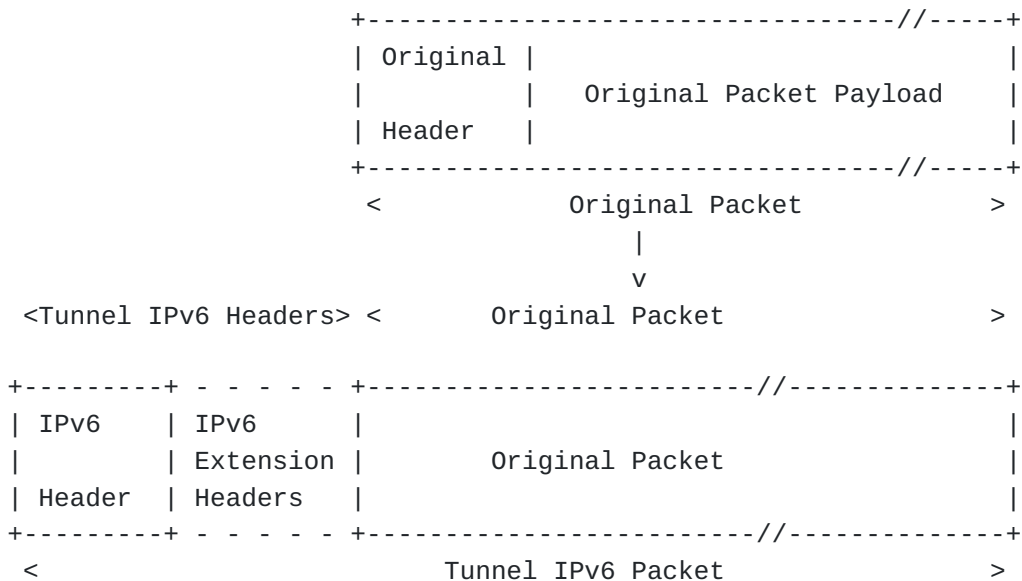 +----------------------------------//-----+
| Original |                              |
|          |   Original Packet Payload    |
| Header   |                              |
+----------------------------------//-----+
<            Original Packet            >
|
v
<Tunnel IPv6 Headers> <       Original Packet                 >
+---------+ - - - - - +-------------------------//--------------+
| IPv6    | IPv6      |                                         |
|         | Extension |        Original Packet                  |
| Header  | Headers   |                                         |
+---------+ - - - - - +-------------------------//--------------+
<                          Tunnel IPv6 Packet                 >